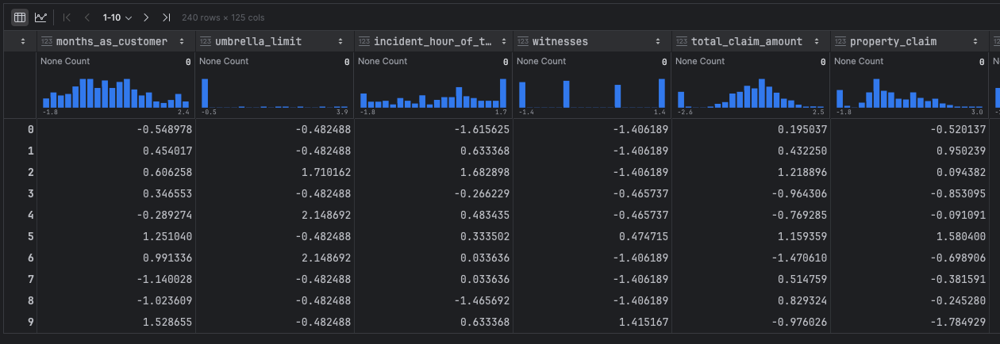 1-10 240 rows × 125 cols
123 months_as_customer 123 umbrella_limit 123 incident_hour_of_t… 123 witnesses 123 total_claim_amount 123 property_claim
None Count 0 None Count 0 None Count 0 None Count 0 None Count 0 None Count 0
-1.8 2.4 -0.5 3.9 -1.8 1.7 -1.4 1.4 -2.6 2.5 -1.8 3.0
0 -0.548978 -0.482488 -1.615625 -1.406189 0.195037 -0.520137
1 0.454017 -0.482488 0.633368 -1.406189 0.432250 0.950239
2 0.606258 1.710162 1.682898 -1.406189 1.218896 0.094382
3 0.346553 -0.482488 -0.266229 -0.465737 -0.964306 -0.853095
4 -0.289274 2.148692 0.483435 -0.465737 -0.769285 -0.091091
5 1.251040 -0.482488 0.333502 0.474715 1.159359 1.580400
6 0.991336 2.148692 0.033636 -1.406189 -1.470610 -0.698906
7 -1.140028 -0.482488 0.033636 -1.406189 0.514759 -0.381591
8 -1.023609 -0.482488 -1.465692 -1.406189 0.829324 -0.245280
9 1.528655 -0.482488 0.633368 1.415167 -0.976026 -1.784929